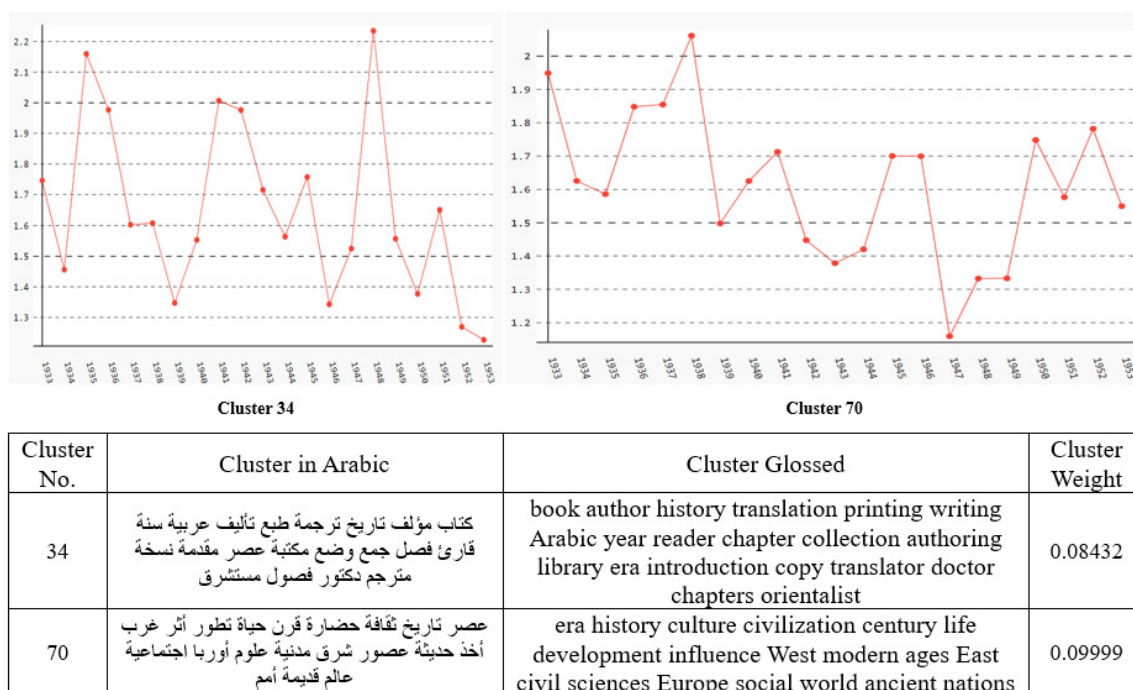 2.2
2.1
2
1.9
1.8
1.7
1.6
1.5
1.4
1.3
1933 1934 1935 1936 1937 1938 1939 1940 1941 1942 1943 1944 1945 1946 1947 1948 1949 1950 1951 1952 1953
Cluster 34
2
1.9
1.8
1.7
1.6
1.5
1.4
1.3
1.2
1933 1934 1935 1936 1937 1938 1939 1940 1941 1942 1943 1944 1945 1946 1947 1948 1949 1950 1951 1952 1953
Cluster 70
Cluster No.
Cluster in Arabic
Cluster Glossed
Cluster Weight
34
كتاب مؤلف تاريخ ترجمة طبع تأليف عربية سنة
قارئ فصل جمع وضع مكتبة عصر مقدمة نسخة
مترجم دكتور فصول مستشرق
book author history translation printing writing
Arabic year reader chapter collection authoring
library era introduction copy translator doctor
chapters orientalist
0.08432
70
عصر تاريخ ثقافة حضارة قرن حياة تطور أثر غرب
أخذ حديثة عصور شرق مدنية علوم أوربا اجتماعية
عالم قديمة أمم
era history culture civilization century life
development influence West modern ages East
civil sciences Europe social world ancient nations
0.09999